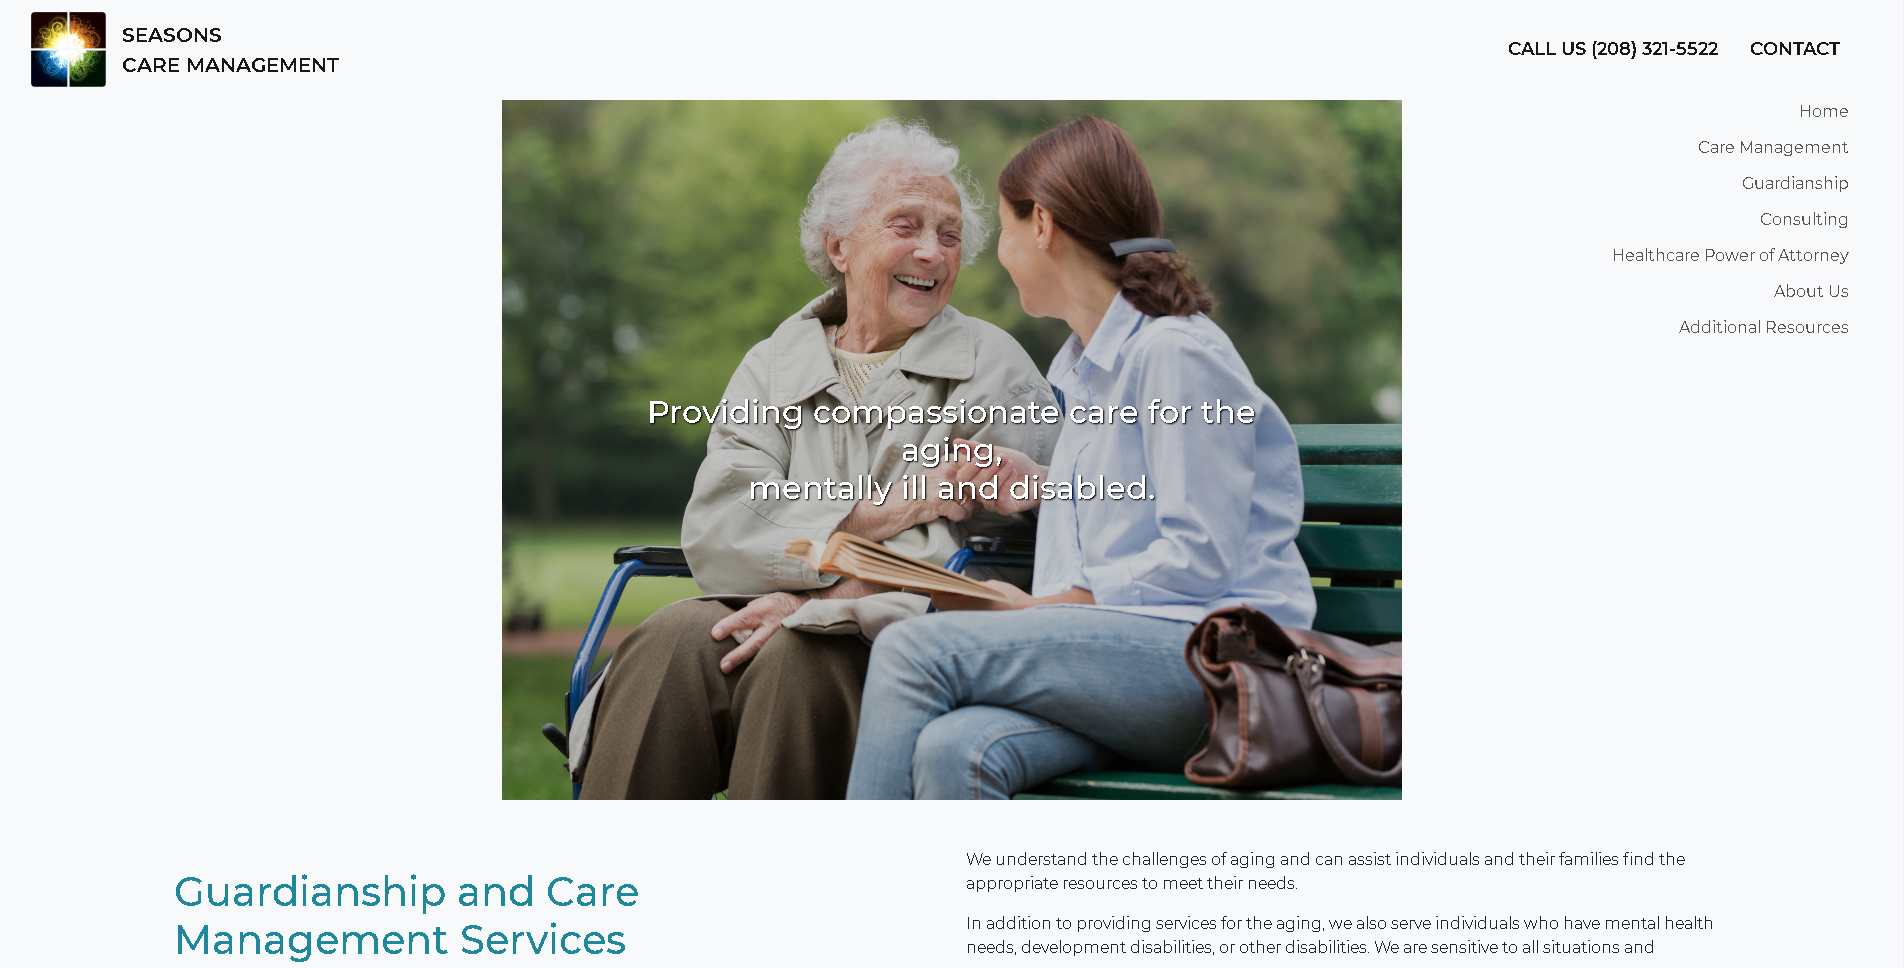 SEASONS
CARE MANAGEMENT
CALL US (208) 321-5522
CONTACT
Home
Care Management
Guardianship
Consulting
Healthcare Power of Attorney
About Us
Additional Resources
Providing compassionate care for the
aging,
mentally ill and disabled.
Guardianship and Care
Management Services
We understand the challenges of aging and can assist individuals and their families find the
appropriate resources to meet their needs.
In addition to providing services for the aging, we also serve individuals who have mental health
needs, development disabilities, or other disabilities. We are sensitive to all situations and